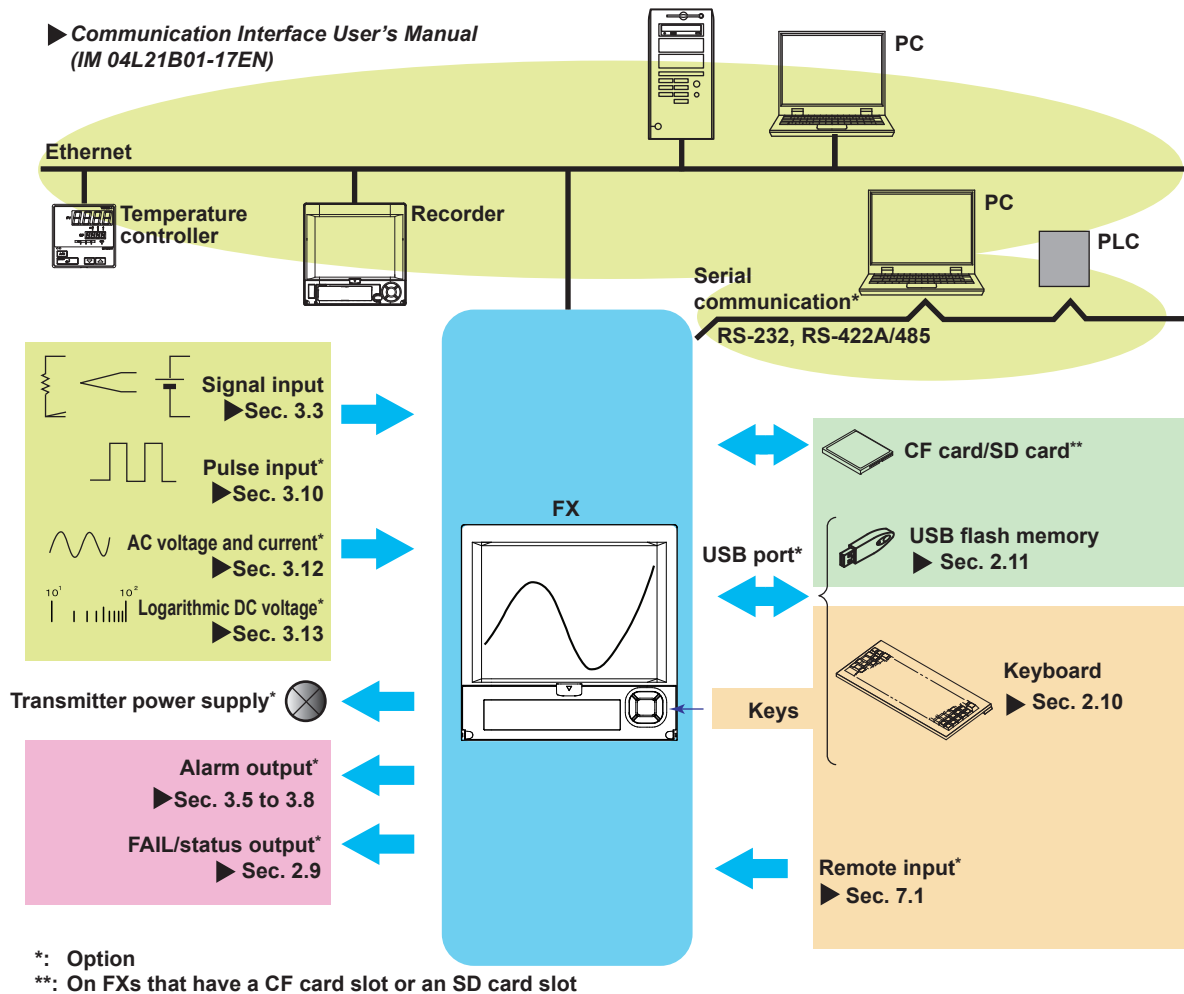 ▶ Communication Interface User's Manual
(IM 04L21B01-17EN)
PC
Ethernet
Temperature
controller
Recorder
PC
PLC
Serial
communication*
RS-232, RS-422A/485
Signal input
▶Sec. 3.3
Pulse input*
▶Sec. 3.10
AC voltage and current*
▶Sec. 3.12
10¹ 10²
Logarithmic DC voltage*
▶Sec. 3.13
Transmitter power supply*
Alarm output*
▶Sec. 3.5 to 3.8
FAIL/status output*
▶ Sec. 2.9
FX
CF card/SD card**
USB port*
USB flash memory
▶ Sec. 2.11
Keyboard
▶ Sec. 2.10
Keys
Remote input*
▶ Sec. 7.1
*: Option
**: On FXs that have a CF card slot or an SD card slot